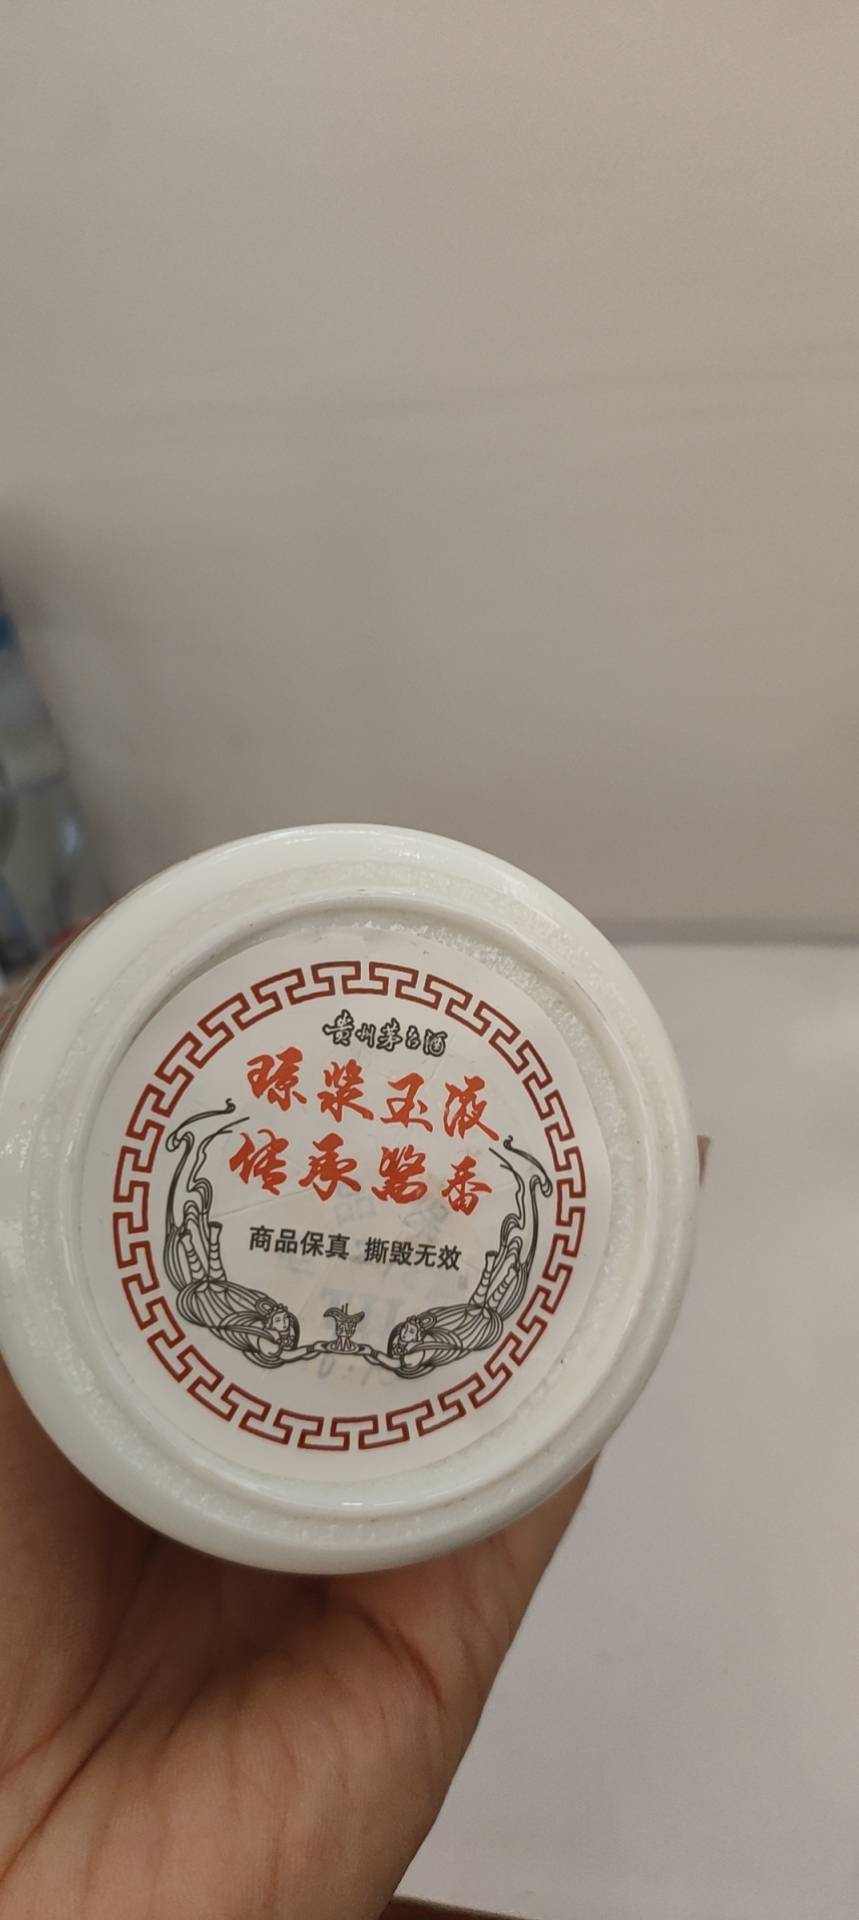 贵州茅台酒
琼浆玉液
传承酱香
商品保真 撕毁无效